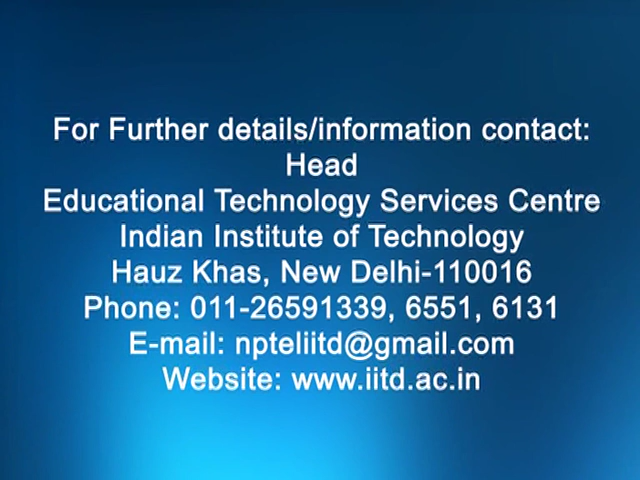 For Further details/information contact:
Head
Educational Technology Services Centre
Indian Institute of Technology
Hauz Khas, New Delhi-110016
Phone: 011-26591339, 6551, 6131
E-mail: npteliitd@gmail.com
Website: www.iitd.ac.in